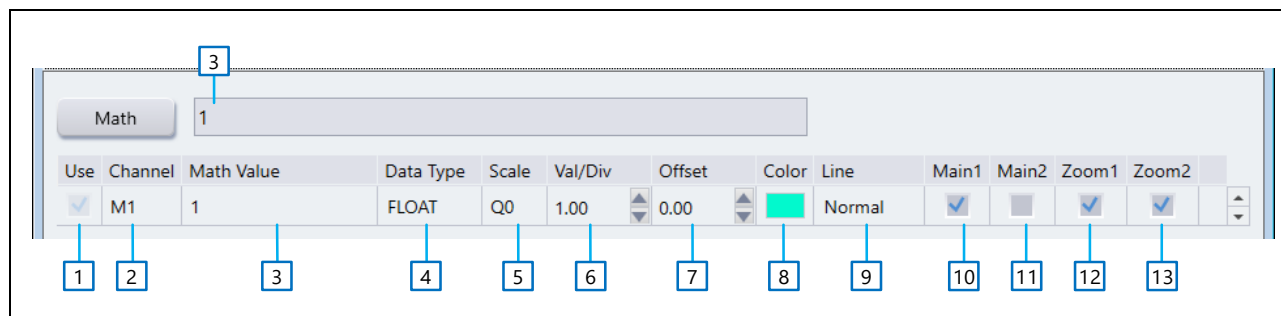 3
Math 1
Use Channel Math Value Data Type Scale Val/Div Offset Color Line Main1 Main2 Zoom1 Zoom2
M1 1 FLOAT Q0 1.00 0.00 Normal
1 2 3 4 5 6 7 8 9 10 11 12 13